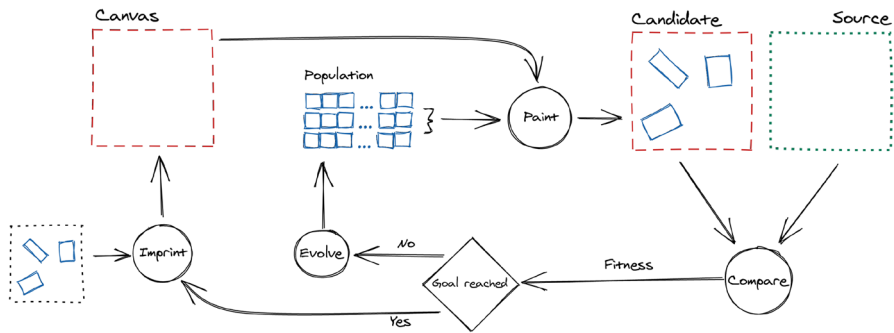 Canvas
Candidate
Source
Population
...
...
...
Paint
Imprint
Evolve
No
Goal reached
Fitness
Compare
Yes